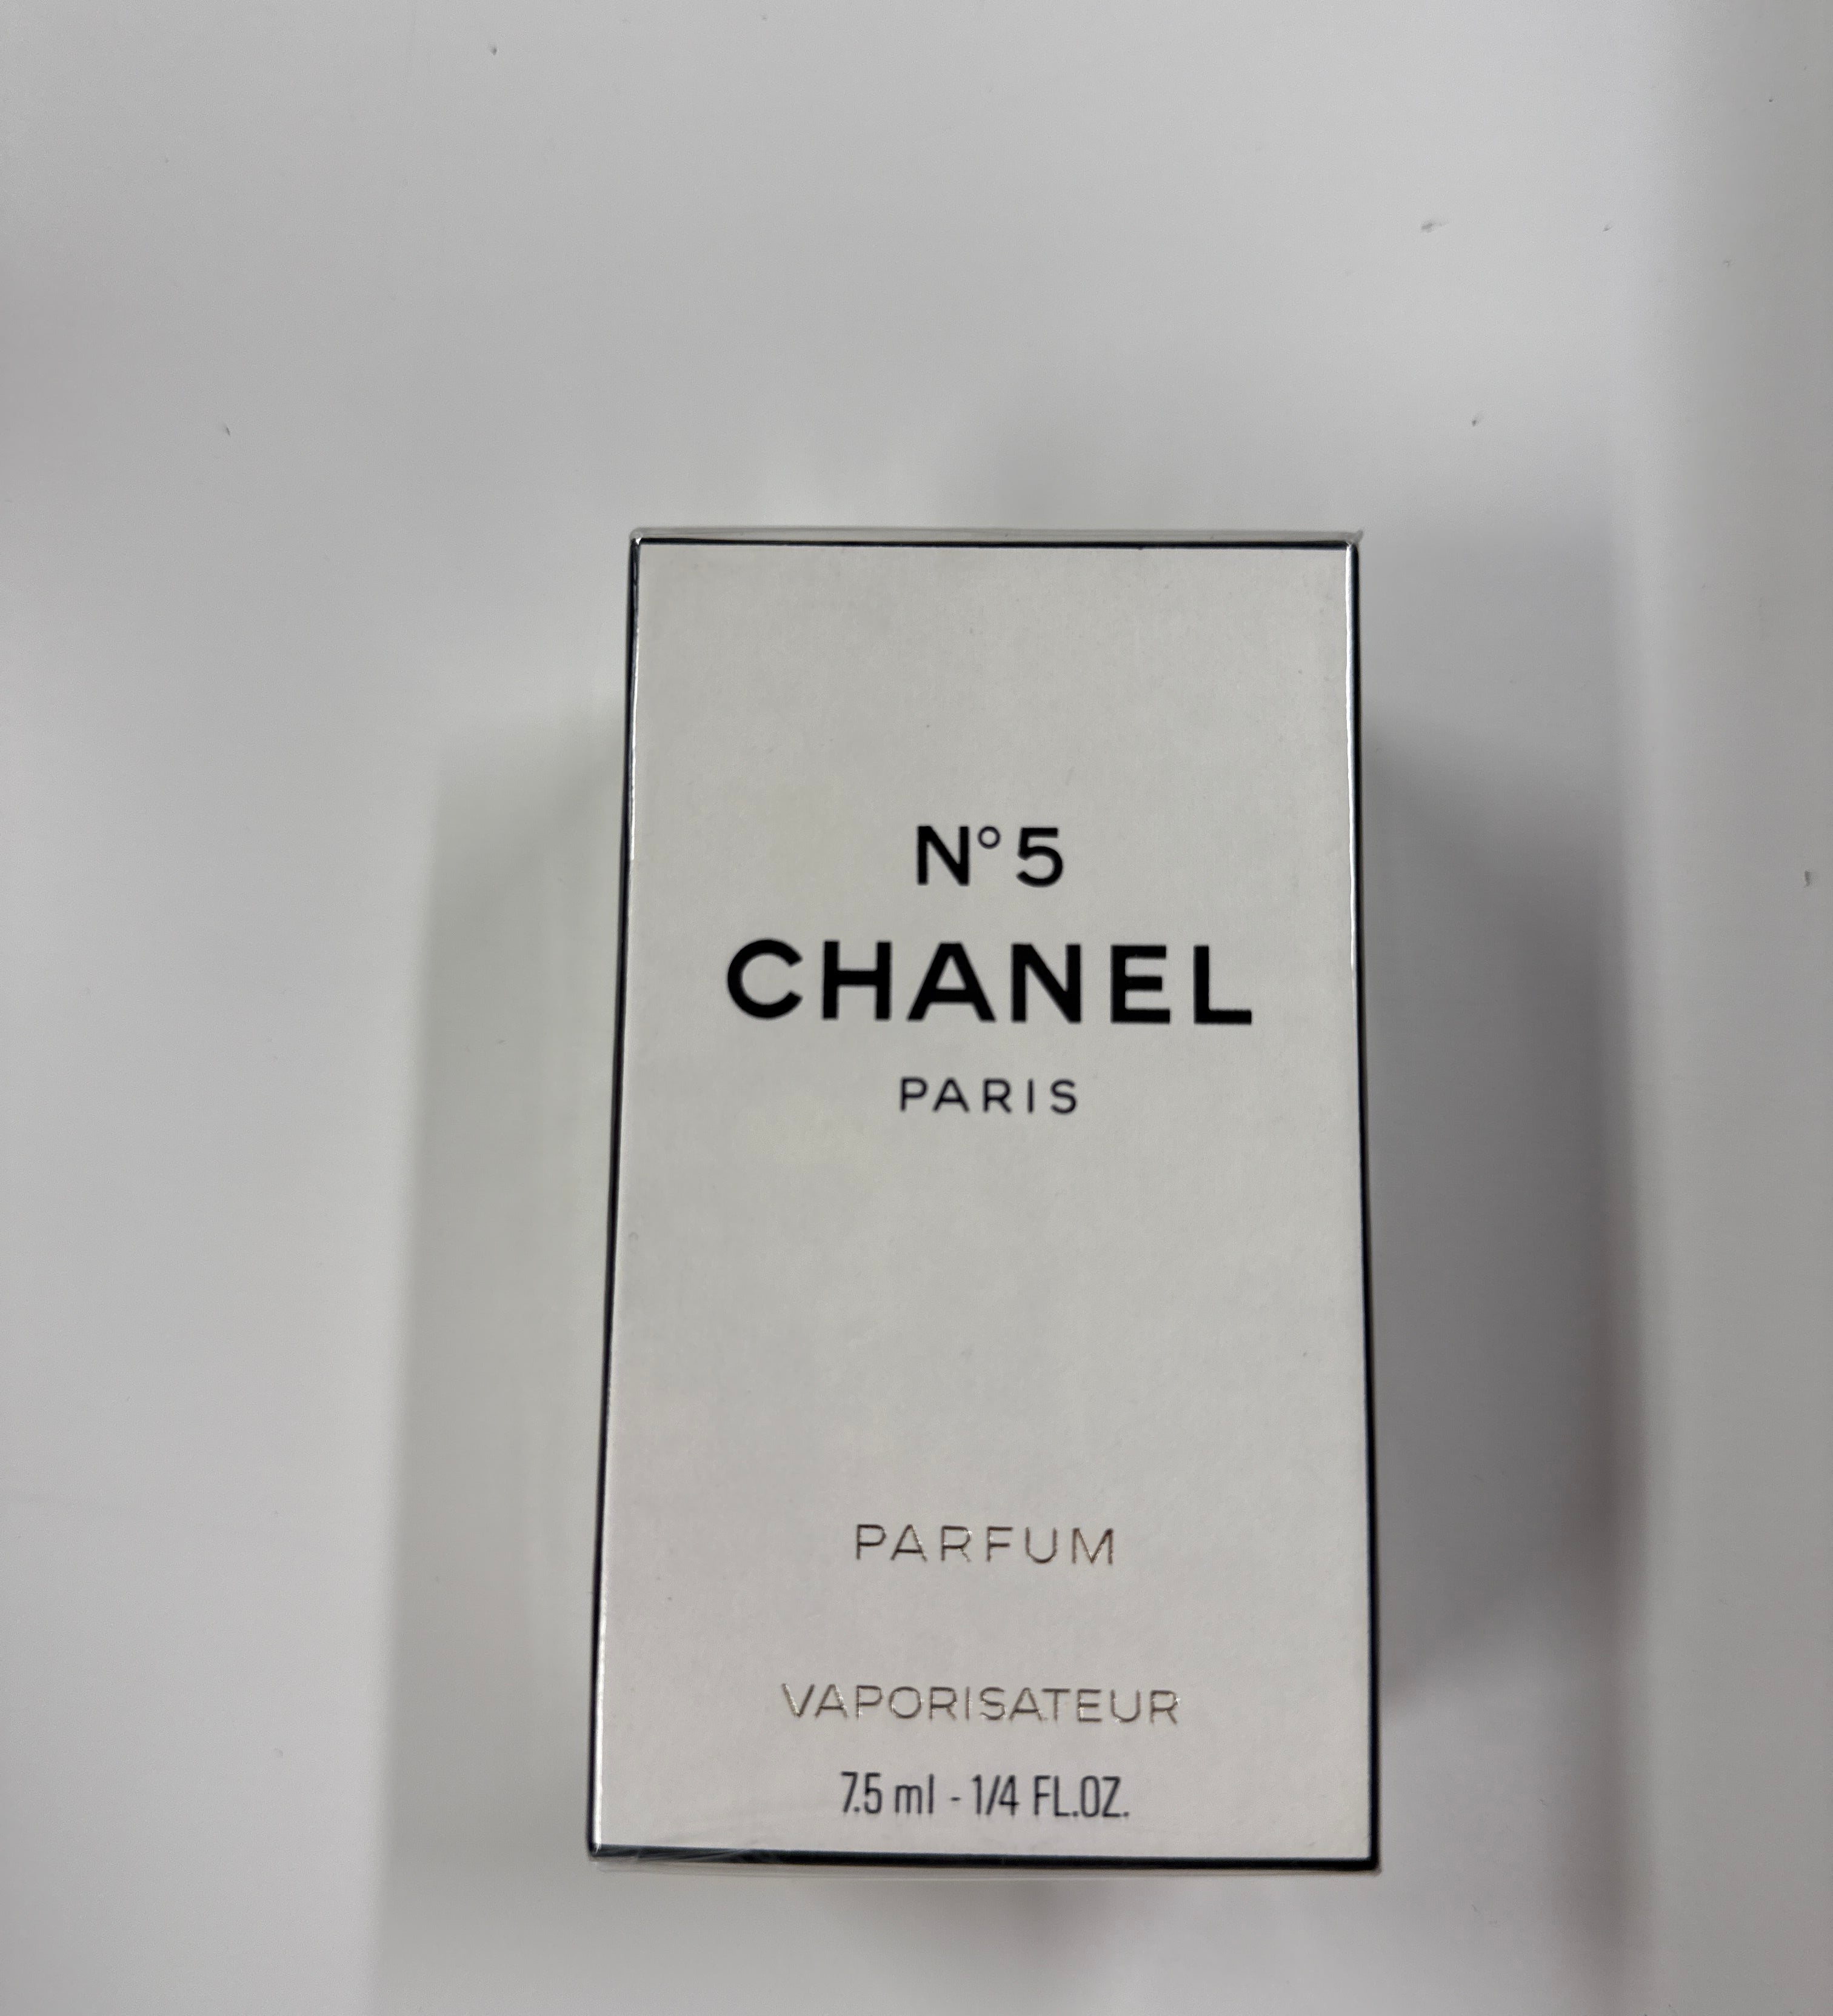 N°5
CHANEL
PARIS
PARFUM
VAPORISATEUR
7.5 ml - 1/4 FL.OZ.